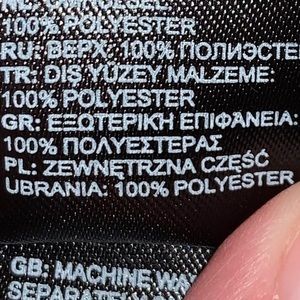 100% POLYESTER
RU: ВЕРХ: 100% ПОЛИЭСТЕ
TR: DIŞ YÜZEY MALZEME:
100% POLYESTER
GR: ΕΞΩΤΕΡΙΚΗ ΕΠΙΦΑΝΕΙΑ:
100% ΠΟΛΥΕΣΤΕΡΑΣ
PL: ZEWNĘTRZNA CZĘŚĆ
UBRANIA: 100% POLYESTER
GB: MACHINE WA
SEPARATELY